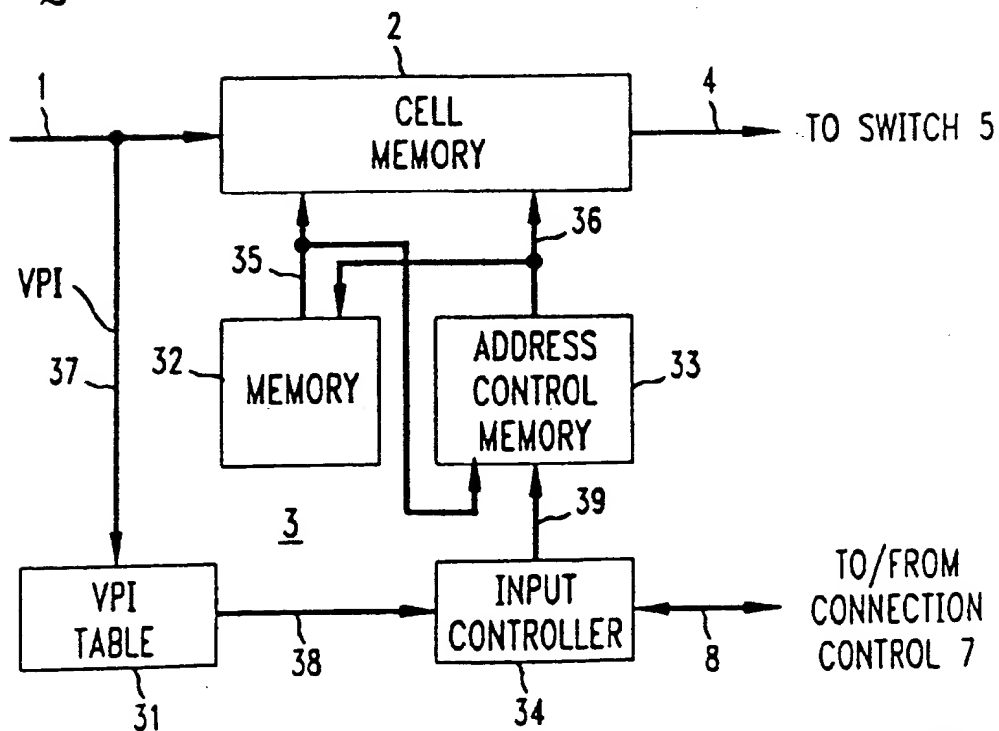 2
1
CELL
MEMORY
4
TO SWITCH 5
36
35
VPI
37
32
MEMORY
ADDRESS
CONTROL
MEMORY
33
3
39
VPI
TABLE
38
INPUT
CONTROLLER
8
TO/FROM
CONNECTION
CONTROL 7
31
34